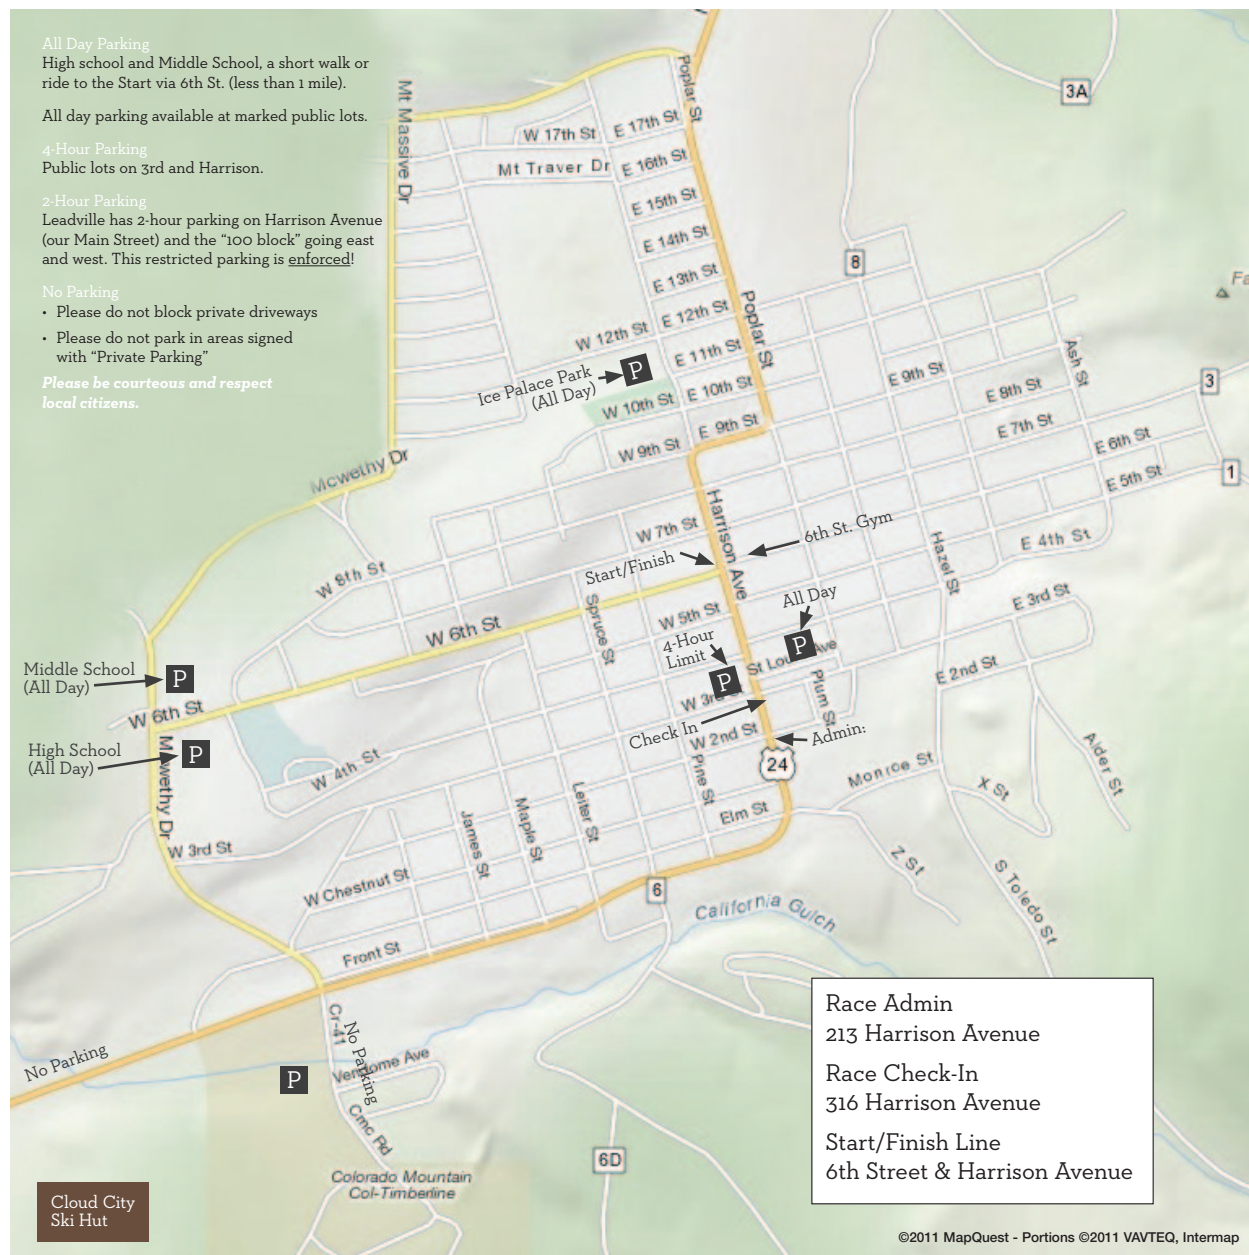 All Day Parking
High school and Middle School, a short walk or
ride to the Start via 6th St. (less than 1 mile).
All day parking available at marked public lots.
4-Hour Parking
Public lots on 3rd and Harrison.
2-Hour Parking
Leadville has 2-hour parking on Harrison Avenue
(our Main Street) and the “100 block” going east
and west. This restricted parking is enforced!
No Parking
• Please do not block private driveways
• Please do not park in areas signed
with “Private Parking”
Please be courteous and respect
local citizens.
Mt Massive Dr
Poplar St
3A
W 17th St
E 17th St
Mt Traver Dr
E 16th St
E 15th St
E 14th St
8
E 13th St
Fa
E 12th St
Poplar St
W 12th St
E 11th St
Ash St
Ice Palace Park
(All Day)
P
E 9th St
3
W 10th St
E 10th St
E 8th St
W 9th St
E 9th St
E 7th St
E 6th St
Mcwethy Dr
E 5th St
1
W 7th St
Harrison Ave
6th St. Gym
E 4th St
Start/Finish
Hazel St
W 8th St
Spruce St
W 5th St
All Day
E 3rd St
W 6th St
4-Hour
Limit
P
P
St Lou
Ave
Middle School
(All Day)
P
W 3r
Plum St
E 2nd St
W 6th St
Check In
W 2nd St
Admin:
High School
(All Day)
P
M
wethy Dr
W 4th St
Pine St
24
Monroe St
Alder St
X St
James St
Maple St
Leiter St
Elm St
W 3rd St
Z St
S Toledo St
W Chestnut St
6
California Gulch
Front St
Cr-41
No Parking
No Parking
P
Vendome Ave
Cmc Rd
6D
Colorado Mountain
Col-Timberline
Race Admin
213 Harrison Avenue
Race Check-In
316 Harrison Avenue
Start/Finish Line
6th Street & Harrison Avenue
Cloud City
Ski Hut
©2011 MapQuest - Portions ©2011 VAVTEQ, Intermap